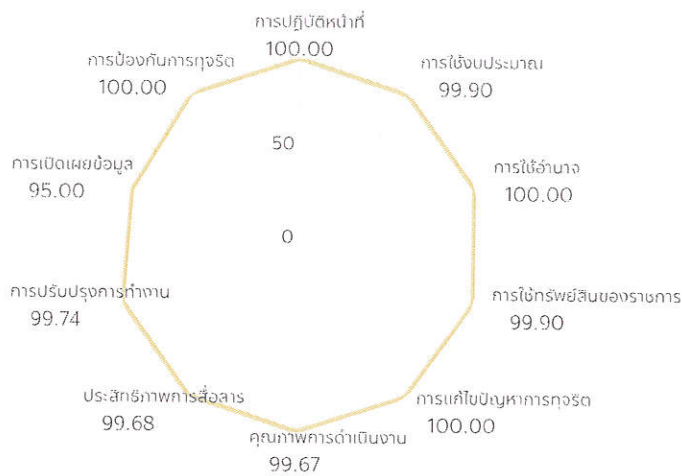 การปฏิบัติหน้าที่
100.00
การป้องกันการทุจริต
100.00
การใช้งบประมาณ
99.90
50
การเปิดเผยข้อมูล
95.00
การใช้อำนาจ
100.00
0
การปรับปรุงการทำงาน
99.74
การใช้ทรัพย์สินของราชการ
99.90
ประสิทธิภาพการสื่อสาร
99.68
การแก้ไขปัญหาการทุจริต
100.00
คุณภาพการดำเนินงาน
99.67